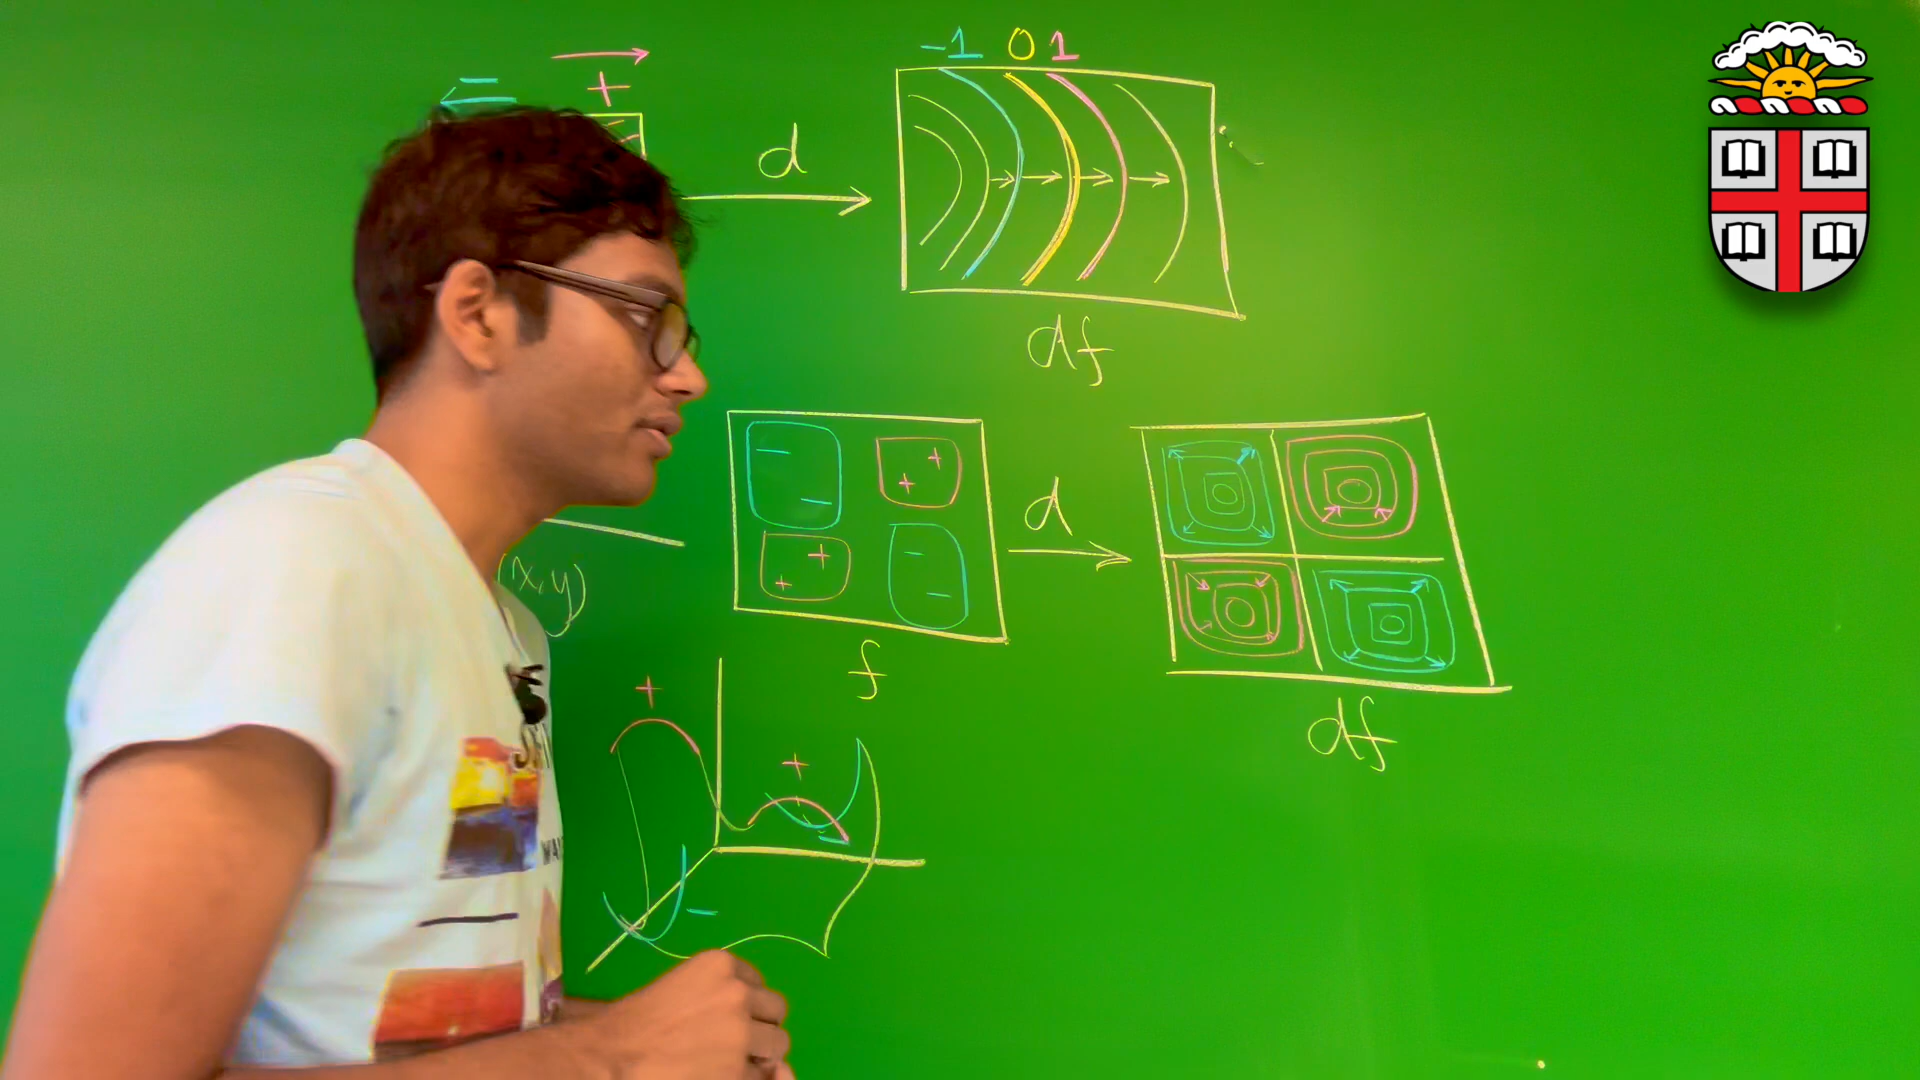 -1 0 1
− +
d
df
− − + +
+ + − −
d
(x,y)
f
df
+
+
−